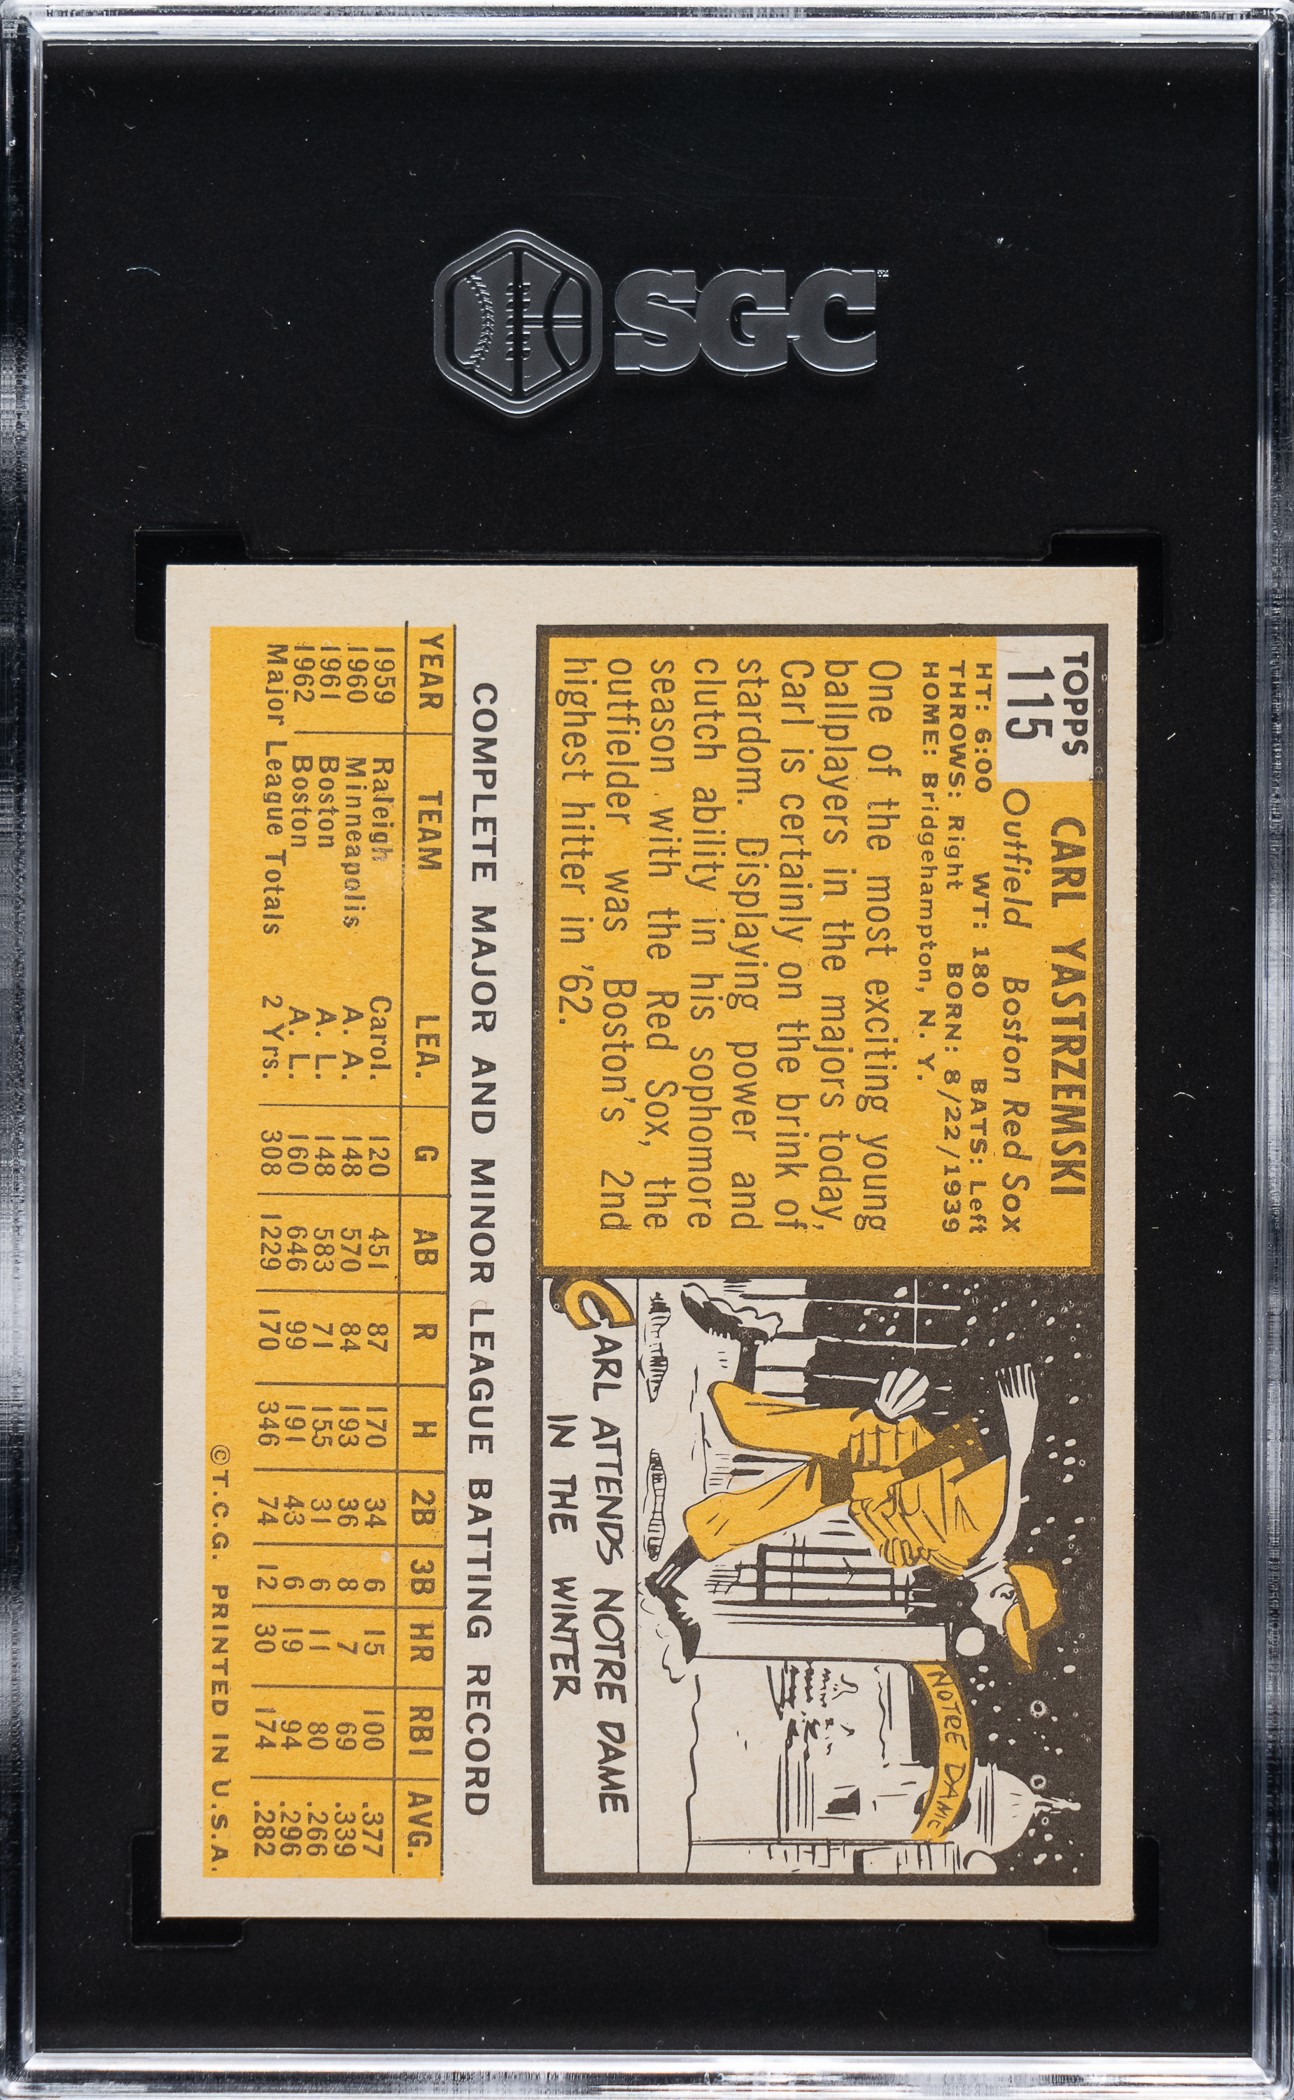 SGC™
TOPPS
115
CARL YASTRZEMSKI
Outfield Boston Red Sox
HT: 6:00 WT: 180 BATS: Left
THROWS: Right BORN: 8/22/1939
HOME: Bridgehampton, N. Y.
One of the most exciting young
ballplayers in the majors today,
Carl is certainly on the brink of
stardom. Displaying power and
clutch ability in his sophomore
season with the Red Sox, the
outfielder was Boston's 2nd
highest hitter in '62.
NOTRE DAME
CARL ATTENDS NOTRE DAME
IN THE WINTER
COMPLETE MAJOR AND MINOR LEAGUE BATTING RECORD
YEAR TEAM LEA. G AB R H 2B 3B HR RBI AVG.
1959 Raleigh Carol. 120 451 87 170 34 6 15 100 .377
1960 Minneapolis A. A. 148 570 84 193 36 8 7 69 .339
1961 Boston A. L. 148 583 71 155 31 6 11 80 .266
1962 Boston A. L. 160 646 99 191 43 6 19 94 .296
Major League Totals 2 Yrs. 308 1229 170 346 74 12 30 174 .282
©T.C.G. PRINTED IN U.S.A.